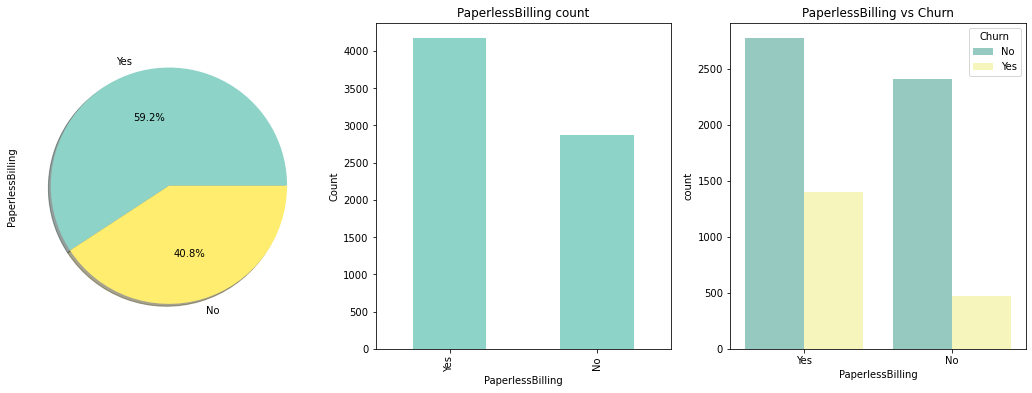 Yes
59.2%
PaperlessBilling
40.8%
No
PaperlessBilling count
4000
3500
3000
2500
2000
1500
1000
500
0
Count
Yes
No
PaperlessBilling
PaperlessBilling vs Churn
Churn
No
Yes
2500
2000
1500
1000
500
0
count
Yes
No
PaperlessBilling